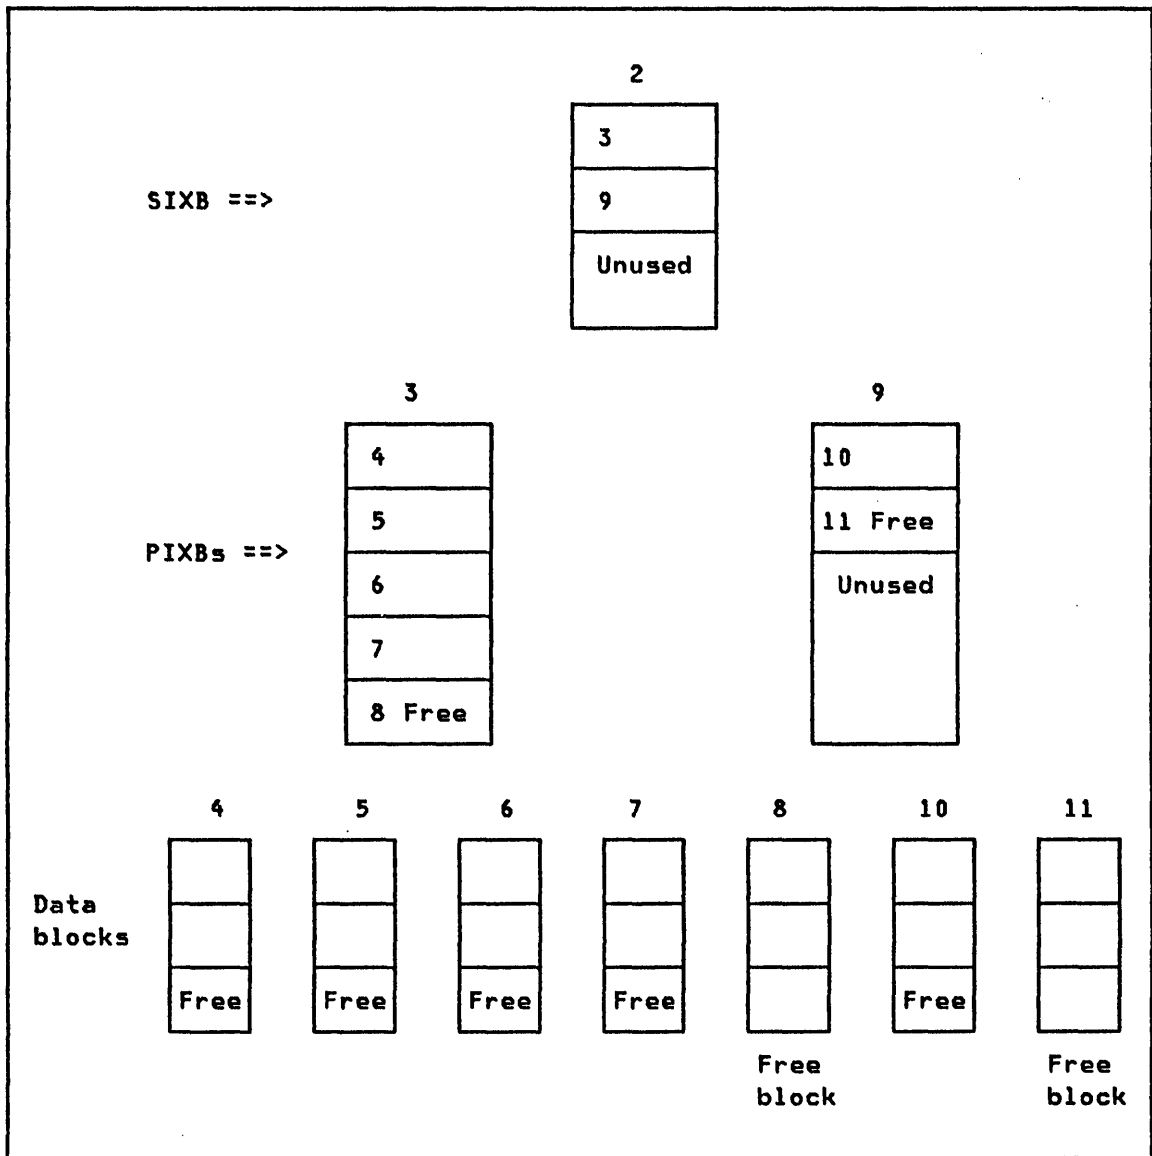 2
3
SIXB ==>
9
Unused
3
9
4
10
5
11 Free
PIXBs ==>
6
Unused
7
8 Free
4 5 6 7 8 10 11
Data
blocks
Free Free Free Free Free
Free Free
block block